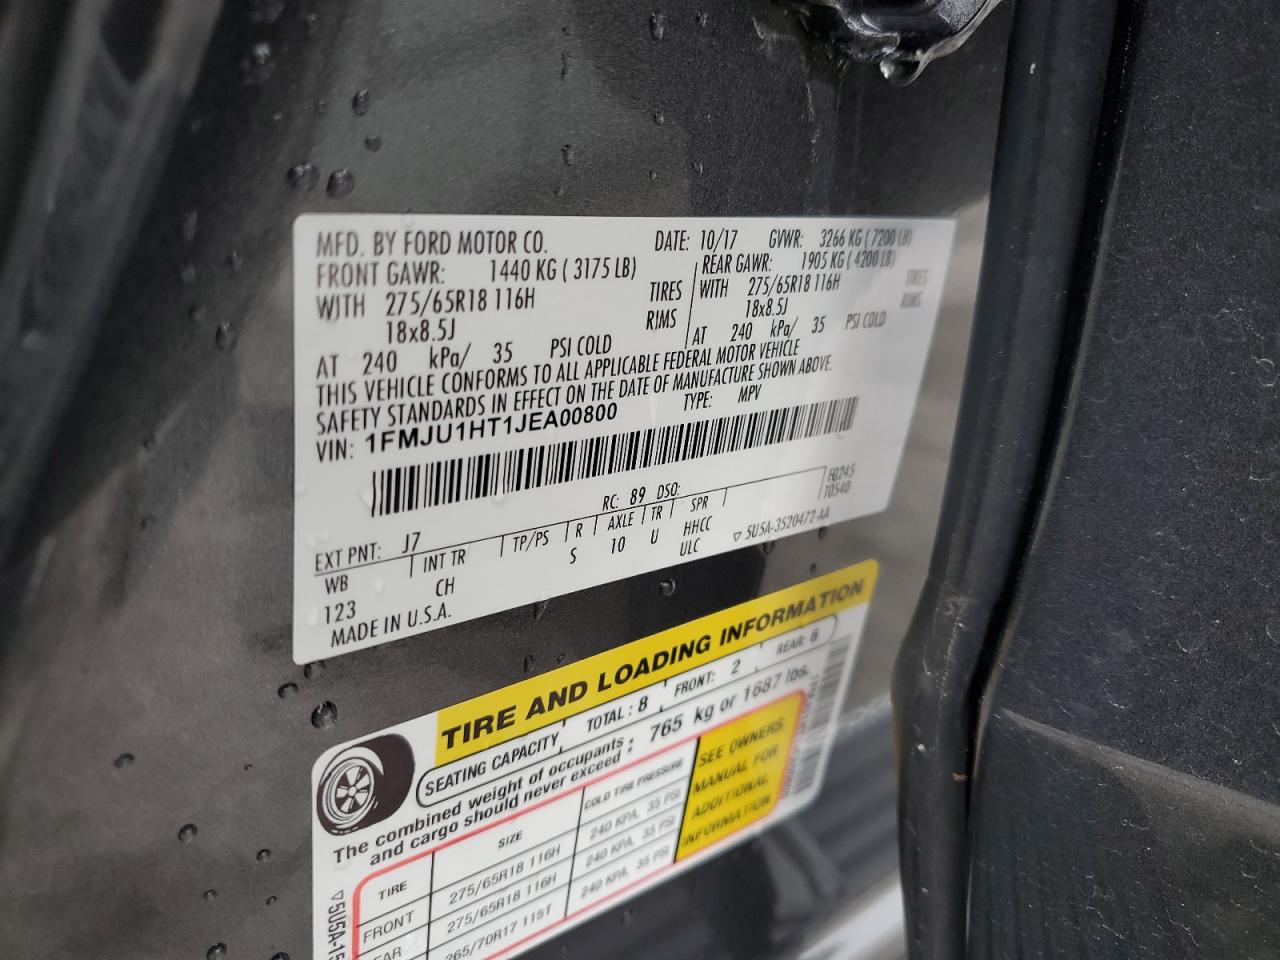 MFD. BY FORD MOTOR CO. DATE: 10/17 GVWR: 3266 KG ( 7200 LB)
FRONT GAWR: 1440 KG ( 3175 LB) REAR GAWR: 1905 KG ( 4200 LB)
WITH 275/65R18 116H TIRES WITH 275/65R18 116H TIRES
18x8.5J RIMS 18x8.5J RIMS
AT 240 kPa/ 35 PSI COLD AT 240 kPa/ 35 PSI COLD
THIS VEHICLE CONFORMS TO ALL APPLICABLE FEDERAL MOTOR VEHICLE
SAFETY STANDARDS IN EFFECT ON THE DATE OF MANUFACTURE SHOWN ABOVE.
VIN: 1FMJU1HT1JEA00800 TYPE: MPV
F0245
T0540
RC: 89 DSO:
EXT PNT: J7
WB INT TR TP/PS R AXLE TR SPR
123 CH S 10 U HHCC
ULC
▽ 5U5A-3520472-AA
MADE IN U.S.A.
TIRE AND LOADING INFORMATION
SEATING CAPACITY TOTAL: 8 FRONT: 2 REAR: 6
The combined weight of occupants and cargo should never exceed : 765 kg or 1687 lbs.
TIRE SIZE COLD TIRE PRESSURE
FRONT 275/65R18 116H 240 KPA, 35 PSI
EAR 275/65R18 116H 240 KPA, 35 PSI
265/70R17 115T 240 KPA, 35 PSI
SEE OWNERS
MANUAL FOR
ADDITIONAL
INFORMATION
▽5U5A-15